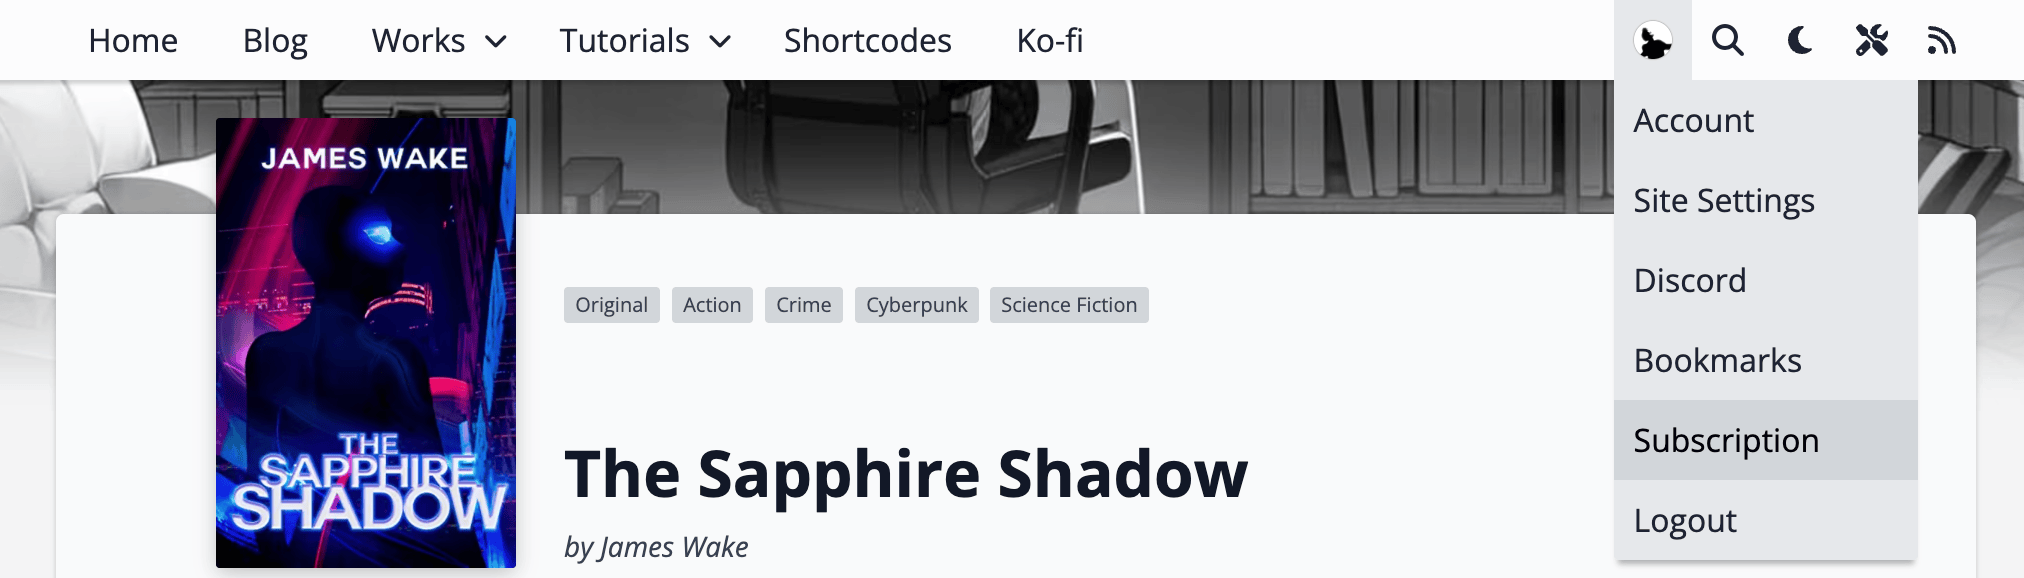 Home Blog Works Tutorials Shortcodes Ko-fi
Account
Site Settings
Discord
Bookmarks
Subscription
Logout
JAMES WAKE
THE
SAPPHIRE
SHADOW
Original Action Crime Cyberpunk Science Fiction
The Sapphire Shadow
by James Wake